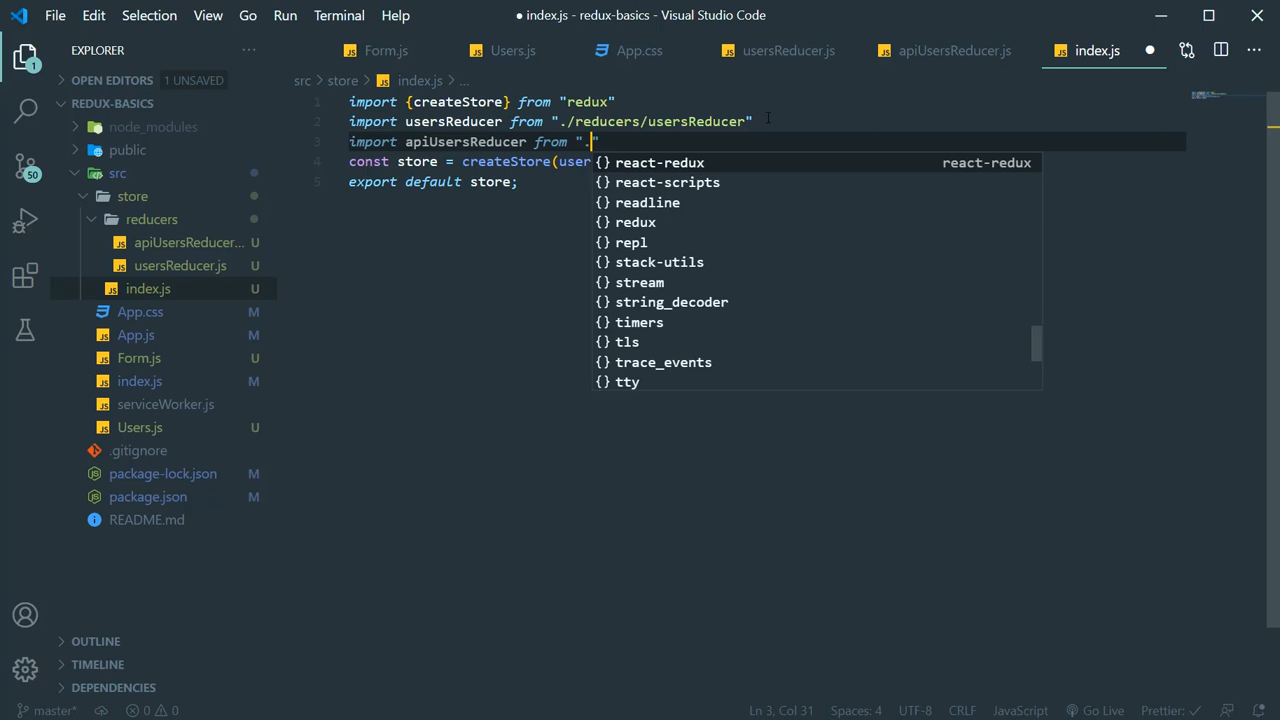 File Edit Selection View Go Run Terminal Help
● index.js - redux-basics - Visual Studio Code
EXPLORER
Form.js
Users.js
App.css
usersReducer.js
apiUsersReducer.js
index.js
OPEN EDITORS 1 UNSAVED
src > store > index.js > ...
REDUX-BASICS
node_modules
public
src
store
reducers
apiUsersReducer... U
usersReducer.js U
index.js U
App.css M
App.js M
Form.js U
index.js M
serviceWorker.js
Users.js U
.gitignore
package-lock.json M
package.json M
README.md
OUTLINE
TIMELINE
DEPENDENCIES
1
50
1 import {createStore} from "redux"
2 import usersReducer from "./reducers/usersReducer"
3 import apiUsersReducer from "."
4 const store = createStore(user
5 export default store;
{} react-redux react-redux
{} react-scripts
{} readline
{} redux
{} repl
{} stack-utils
{} stream
{} string_decoder
{} timers
{} tls
{} trace_events
{} tty
master* 0 0 Ln 3, Col 31 Spaces: 4 UTF-8 CRLF JavaScript Go Live Prettier: ✓